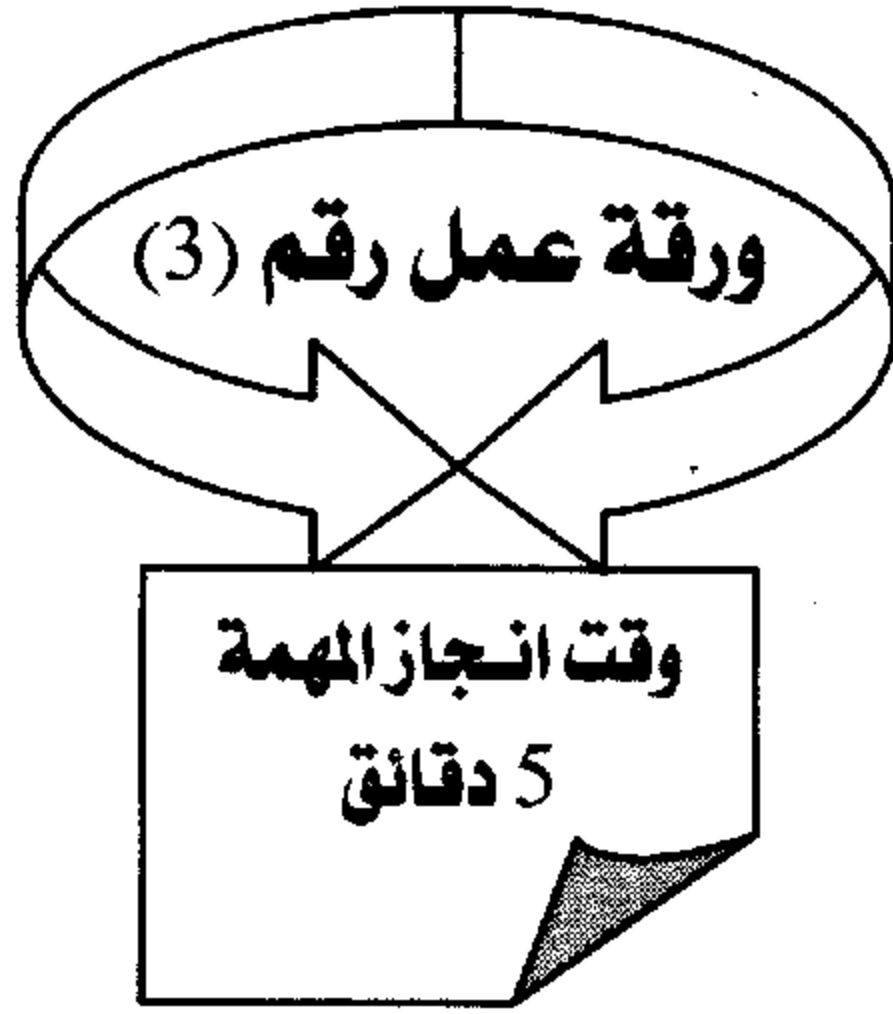 ورقة عمل رقم (3)
وقت انجاز المهمة
5 دقائق